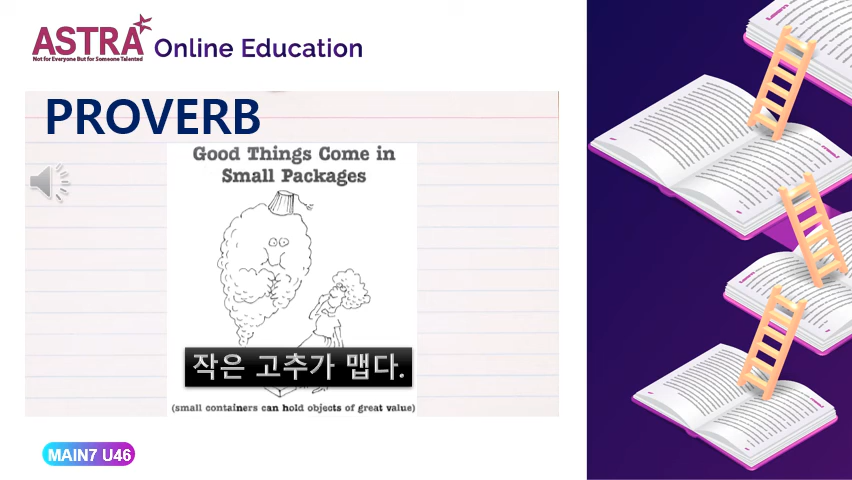 ASTRA
Not for Everyone But for Someone Talented
Online Education
PROVERB
Good Things Come in
Small Packages
작은 고추가 맵다.
(small containers can hold objects of great value)
MAIN7 U46